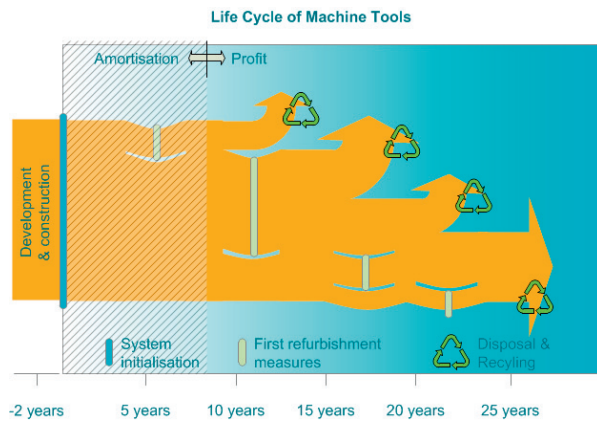 Life Cycle of Machine Tools
Amortisation
Profit
Development
& construction
System
initialisation
First refurbishment
measures
Disposal &
Recyling
-2 years
5 years
10 years
15 years
20 years
25 years